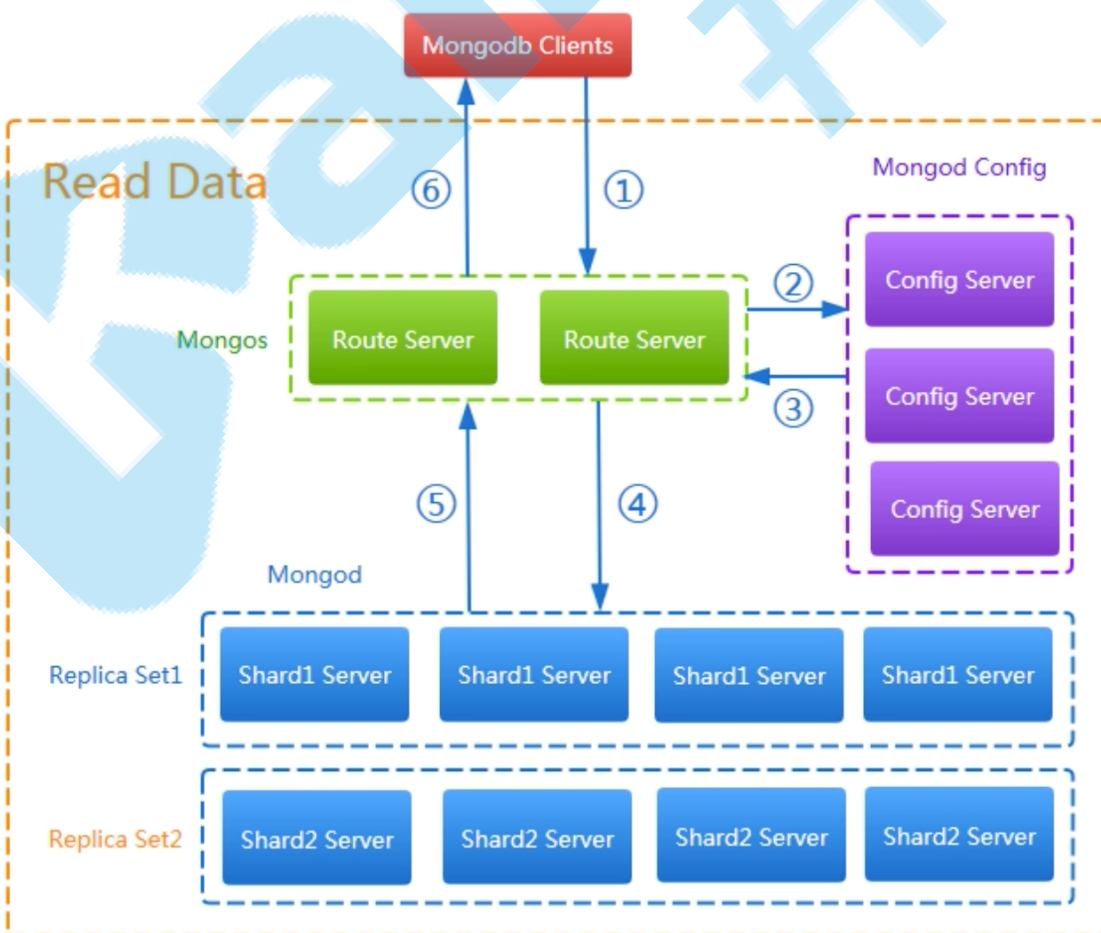 Mongodb Clients
Read Data
⑥
①
Mongod Config
Config Server
②
Mongos
Route Server
Route Server
③
Config Server
⑤
④
Config Server
Mongod
Replica Set1
Shard1 Server
Shard1 Server
Shard1 Server
Shard1 Server
Replica Set2
Shard2 Server
Shard2 Server
Shard2 Server
Shard2 Server